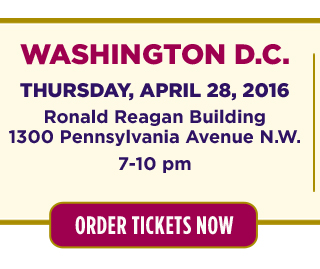 WASHINGTON D.C.
THURSDAY, APRIL 28, 2016
Ronald Reagan Building
1300 Pennsylvania Avenue N.W.
7-10 pm
ORDER TICKETS NOW